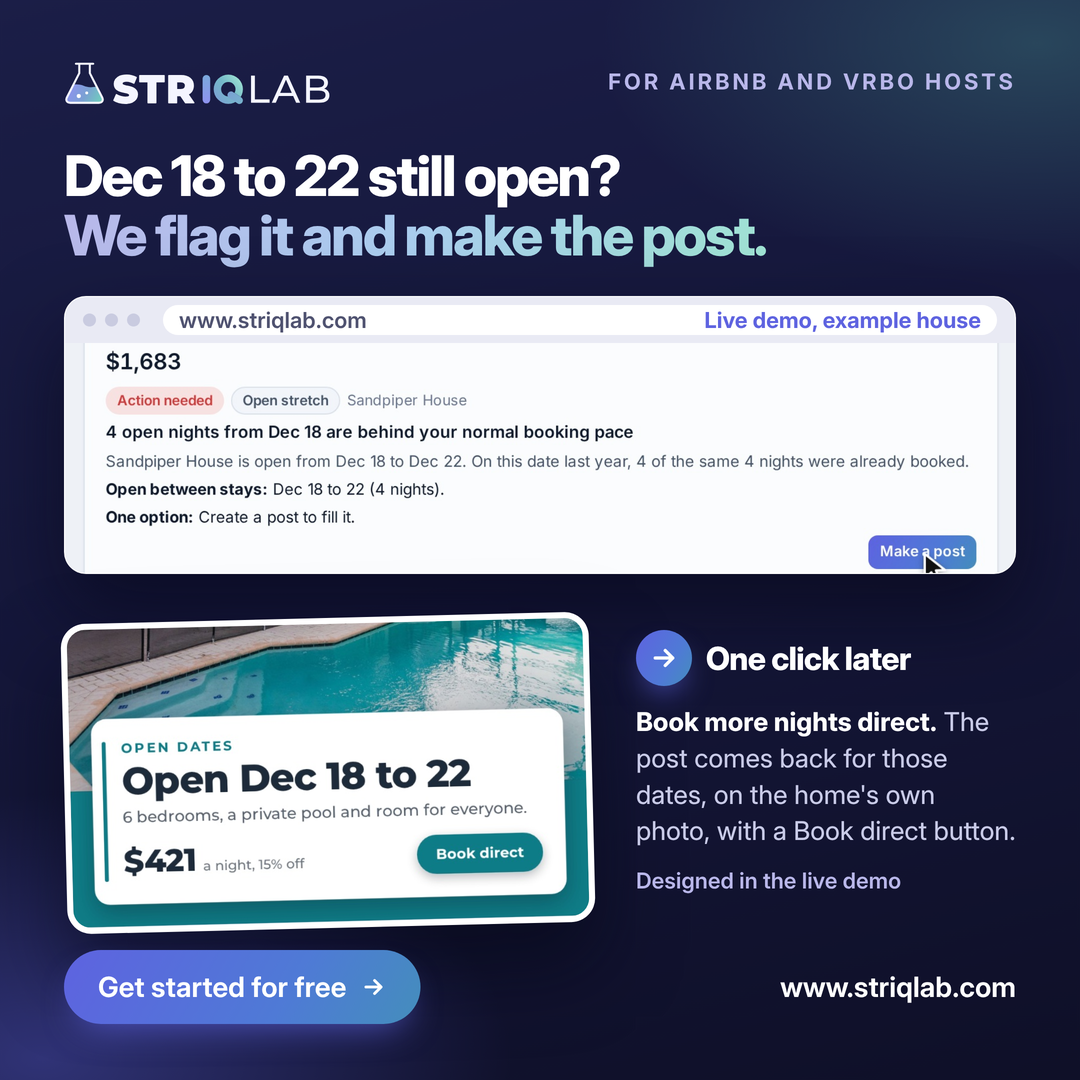 STRIQLAB
FOR AIRBNB AND VRBO HOSTS
Dec 18 to 22 still open?
We flag it and make the post.
www.striqlab.com
Live demo, example house
$1,683
Action needed
Open stretch
Sandpiper House
4 open nights from Dec 18 are behind your normal booking pace
Sandpiper House is open from Dec 18 to Dec 22. On this date last year, 4 of the same 4 nights were already booked.
Open between stays: Dec 18 to 22 (4 nights).
One option: Create a post to fill it.
Make a post
OPEN DATES
Open Dec 18 to 22
6 bedrooms, a private pool and room for everyone.
$421 a night, 15% off
Book direct
One click later
Book more nights direct. The
post comes back for those
dates, on the home's own
photo, with a Book direct button.
Designed in the live demo
Get started for free
www.striqlab.com